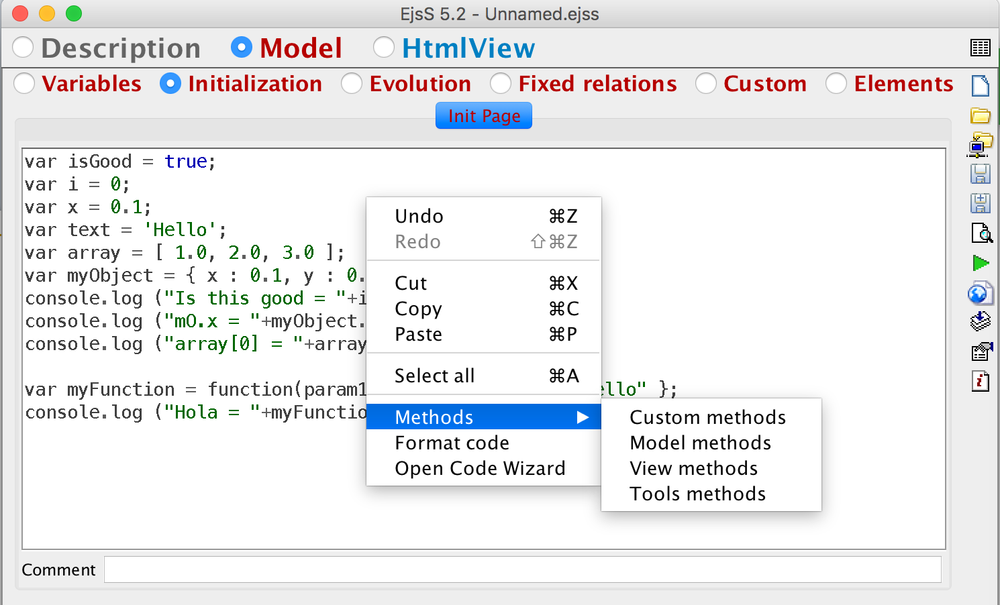 EjsS 5.2 - Unnamed.ejss
Description Model HtmlView
Variables Initialization Evolution Fixed relations Custom Elements
Init Page
var isGood = true;
var i = 0;
var x = 0.1;
var text = 'Hello';
var array = [ 1.0, 2.0, 3.0 ];
var myObject = { x : 0.1, y : 0.
console.log ("Is this good = "+i
console.log ("mO.x = "+myObject.
console.log ("array[0] = "+array
var myFunction = function(param1 ello" };
console.log ("Hola = "+myFunctio
Undo ⌘Z
Redo ⇧⌘Z
Cut ⌘X
Copy ⌘C
Paste ⌘P
Select all ⌘A
Methods ▶
Format code
Open Code Wizard
Custom methods
Model methods
View methods
Tools methods
Comment